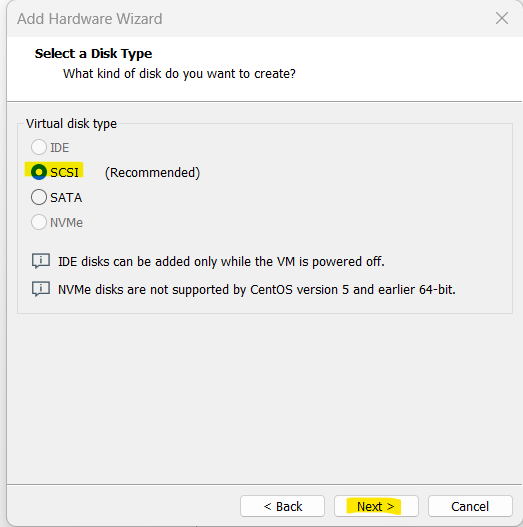 Add Hardware Wizard
Select a Disk Type
What kind of disk do you want to create?
Virtual disk type
IDE
SCSI (Recommended)
SATA
NVMe
IDE disks can be added only while the VM is powered off.
NVMe disks are not supported by CentOS version 5 and earlier 64-bit.
< Back Next > Cancel